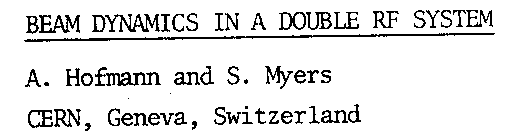 BEAM DYNAMICS IN A DOUBLE RF SYSTEM
A. Hofmann and S. Myers
CERN, Geneva, Switzerland